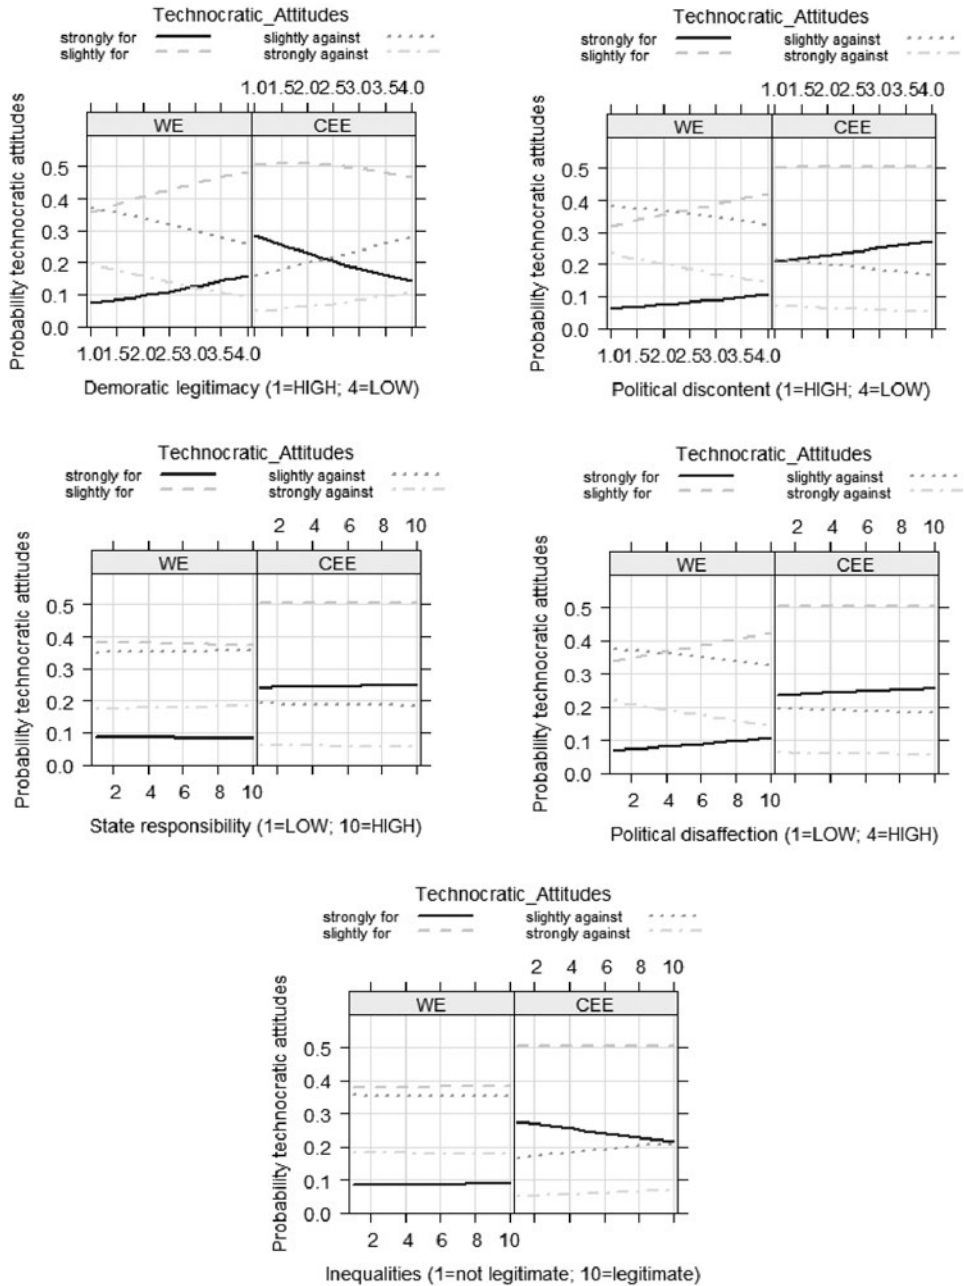 Technocratic_Attitudes
strongly for slightly against
slightly for strongly against
1.01.52.02.53.03.54.0
WE CEE
Probability technocratic attitudes
0.5
0.4
0.3
0.2
0.1
0.0
1.01.52.02.53.03.54.0
Demoratic legitimacy (1=HIGH; 4=LOW)
Technocratic_Attitudes
strongly for slightly against
slightly for strongly against
1.01.52.02.53.03.54.0
WE CEE
Probability technocratic attitudes
0.5
0.4
0.3
0.2
0.1
0.0
1.01.52.02.53.03.54.0
Political discontent (1=HIGH; 4=LOW)
Technocratic_Attitudes
strongly for slightly against
slightly for strongly against
2 4 6 8 10
WE CEE
Probability technocratic attitudes
0.5
0.4
0.3
0.2
0.1
0.0
2 4 6 8 10
State responsibility (1=LOW; 10=HIGH)
Technocratic_Attitudes
strongly for slightly against
slightly for strongly against
2 4 6 8 10
WE CEE
Probability technocratic attitudes
0.5
0.4
0.3
0.2
0.1
0.0
2 4 6 8 10
Political disaffection (1=LOW; 4=HIGH)
Technocratic_Attitudes
strongly for slightly against
slightly for strongly against
2 4 6 8 10
WE CEE
Probability technocratic attitudes
0.5
0.4
0.3
0.2
0.1
0.0
2 4 6 8 10
Inequalities (1=not legitimate; 10=legitimate)